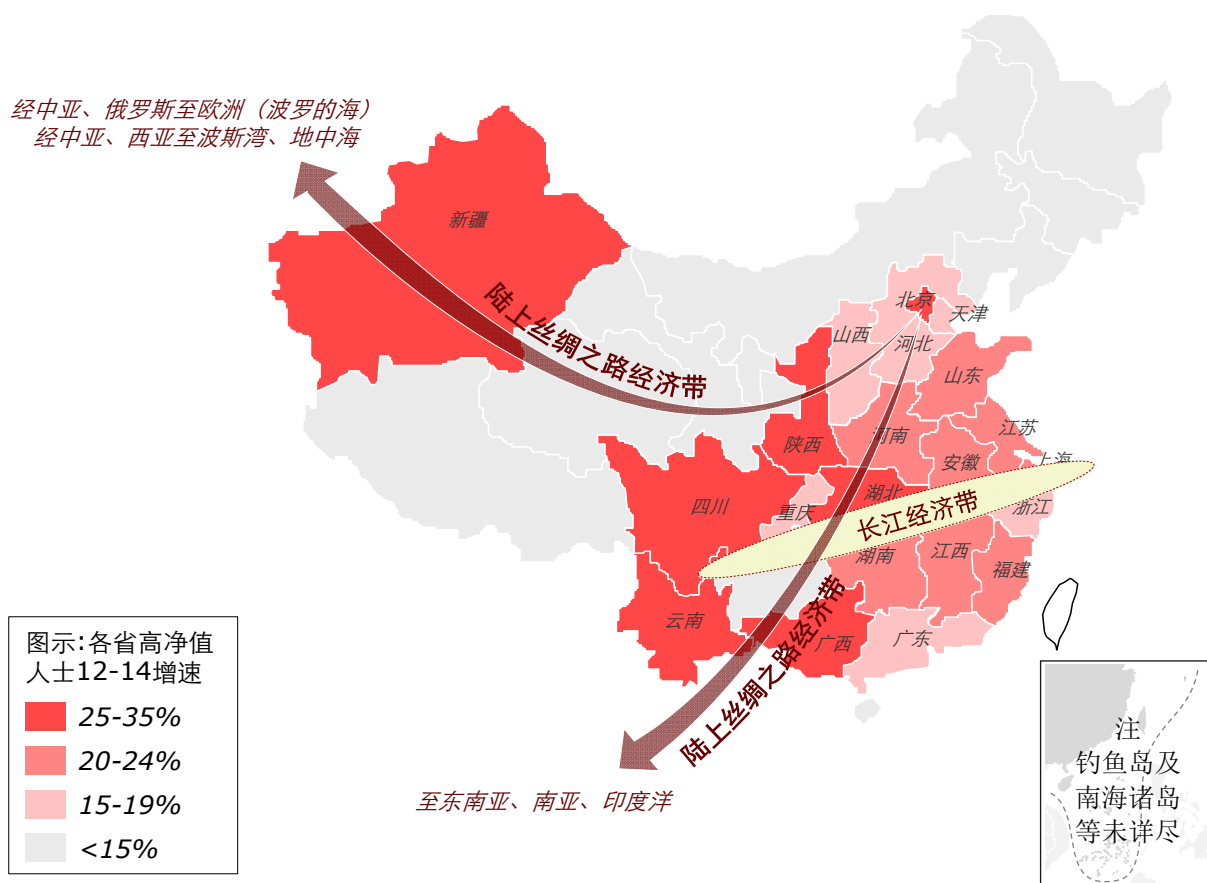 经中亚、俄罗斯至欧洲（波罗的海）
经中亚、西亚至波斯湾、地中海
新疆
陆上丝绸之路经济带
北京
天津
山西
河北
山东
陕西
河南
江苏
安徽
上海
四川
重庆
湖北
长江经济带
浙江
湖南
江西
福建
云南
广西
广东
陆上丝绸之路经济带
至东南亚、南亚、印度洋
图示:各省高净值
人士12-14增速
25-35%
20-24%
15-19%
<15%
注
钓鱼岛及
南海诸岛
等未详尽